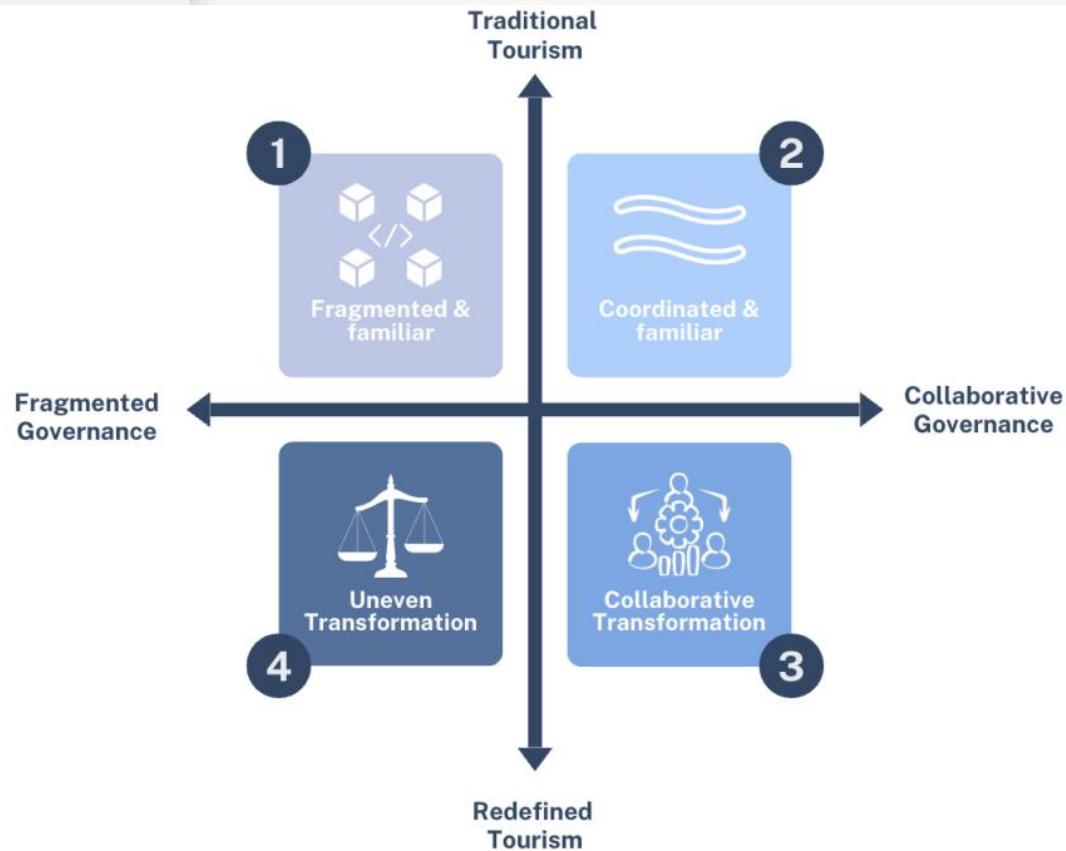 Traditional
Tourism
1
2
</>
Fragmented &
familiar
Coordinated &
familiar
Fragmented
Governance
Collaborative
Governance
Uneven
Transformation
Collaborative
Transformation
4
3
Redefined
Tourism